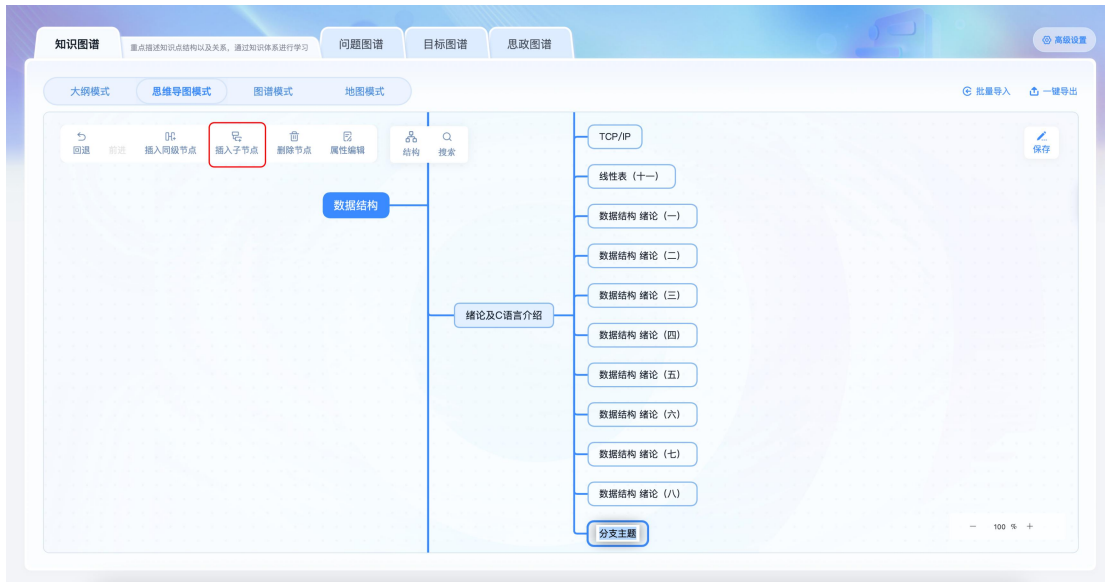 知识图谱
重点描述知识点结构以及关系，通过知识体系进行学习
问题图谱
目标图谱
思政图谱
高级设置
大纲模式
思维导图模式
图谱模式
地图模式
批量导入
一键导出
回退
前进
插入同级节点
插入子节点
删除节点
属性编辑
结构
搜索
保存
TCP/IP
线性表（十一）
数据结构
数据结构 绪论（一）
数据结构 绪论（二）
数据结构 绪论（三）
绪论及C语言介绍
数据结构 绪论（四）
数据结构 绪论（五）
数据结构 绪论（六）
数据结构 绪论（七）
数据结构 绪论（八）
分支主题
－ 100 % ＋